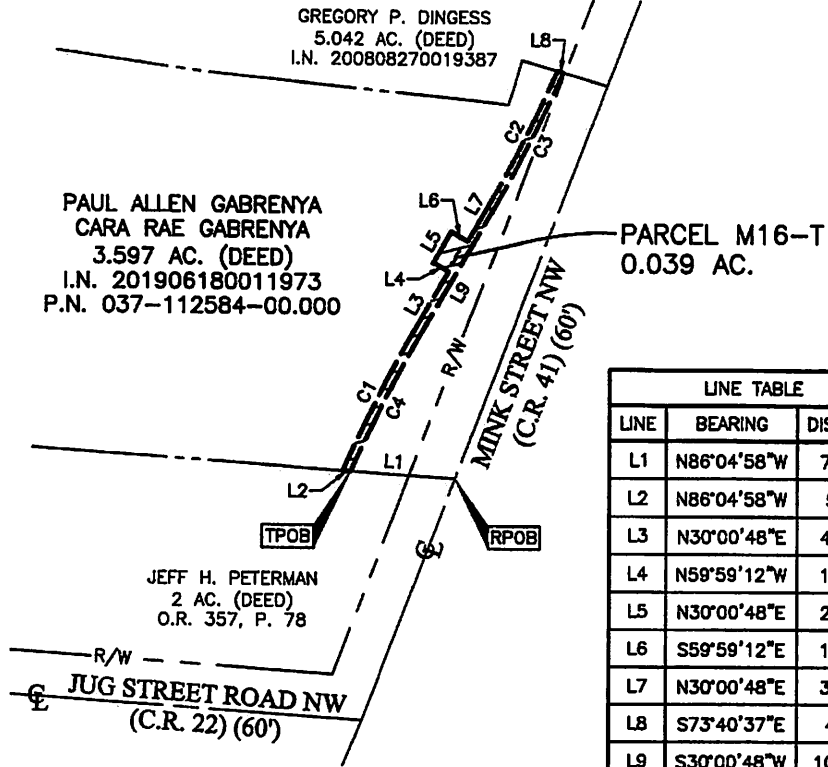 GREGORY P. DINGESS
5.042 AC. (DEED)
I.N. 200808270019387
L8
C2
C3
L6
L7
PAUL ALLEN GABRENYA
CARA RAE GABRENYA
3.597 AC. (DEED)
I.N. 201906180011973
P.N. 037-112584-00.000
L5
PARCEL M16-T
0.039 AC.
L4
L3
L9
R/W
MINK STREET NW
(C.R. 41) (60')
C1
C4
L1
L2
TPOB
RPOB
℄
JEFF H. PETERMAN
2 AC. (DEED)
O.R. 357, P. 78
R/W
℄ JUG STREET ROAD NW
(C.R. 22) (60')
LINE TABLE
LINE BEARING
L1 N86°04'58"W
L2 N86°04'58"W
L3 N30°00'48"E
L4 N59°59'12"W
L5 N30°00'48"E
L6 S59°59'12"E
L7 N30°00'48"E
L8 S73°40'37"E
L9 S30°00'48"W